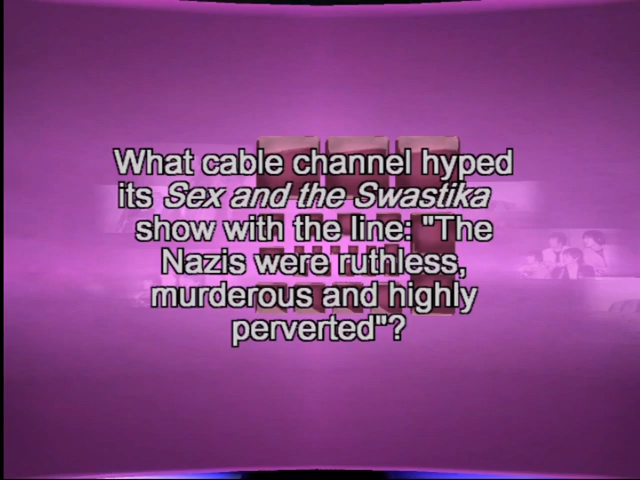 What cable channel hyped
its Sex and the Swastika
show with the line: "The
Nazis were ruthless,
murderous and highly
perverted"?